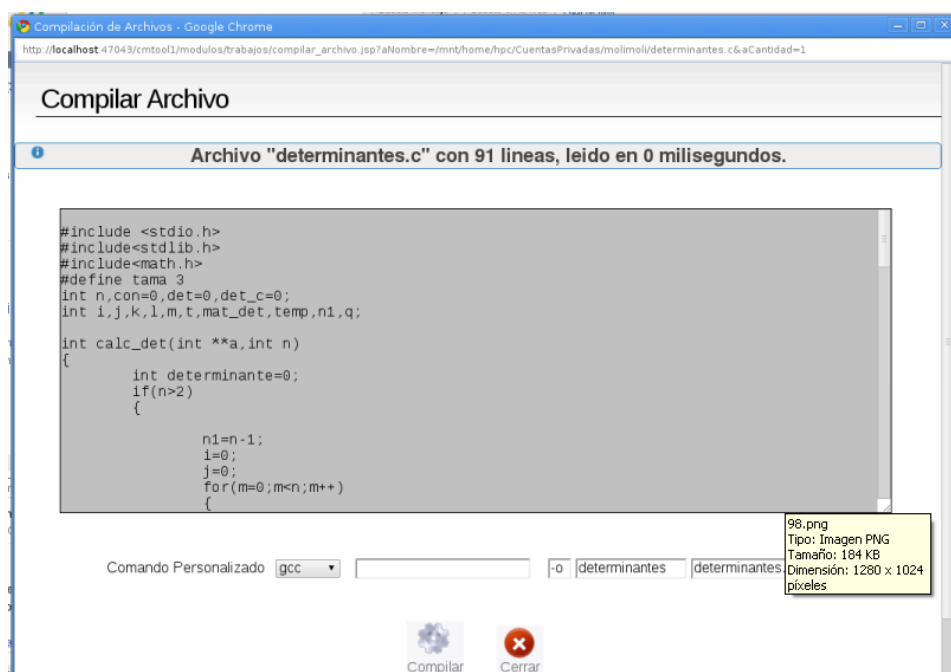 Compilación de Archivos - Google Chrome
http://localhost:47043/cmtool1/modulos/trabajos/compilar_archivo.jsp?aNombre=/mnt/home/hpc/CuentasPrivadas/molimoli/determinantes.c&aCantidad=1
Compilar Archivo
Archivo "determinantes.c" con 91 lineas, leido en 0 milisegundos.
#include <stdio.h>
#include<stdlib.h>
#include<math.h>
#define tama 3
int n,con=0,det=0,det_c=0;
int i,j,k,l,m,t,mat_det,temp,n1,q;
int calc_det(int **a,int n)
{
int determinante=0;
if(n>2)
{
n1=n-1;
i=0;
j=0;
for(m=0;m<n;m++)
{
98.png
Tipo: Imagen PNG
Tamaño: 184 KB
Dimensión: 1280 x 1024
píxeles
Comando Personalizado gcc -o determinantes determinantes.
Compilar Cerrar